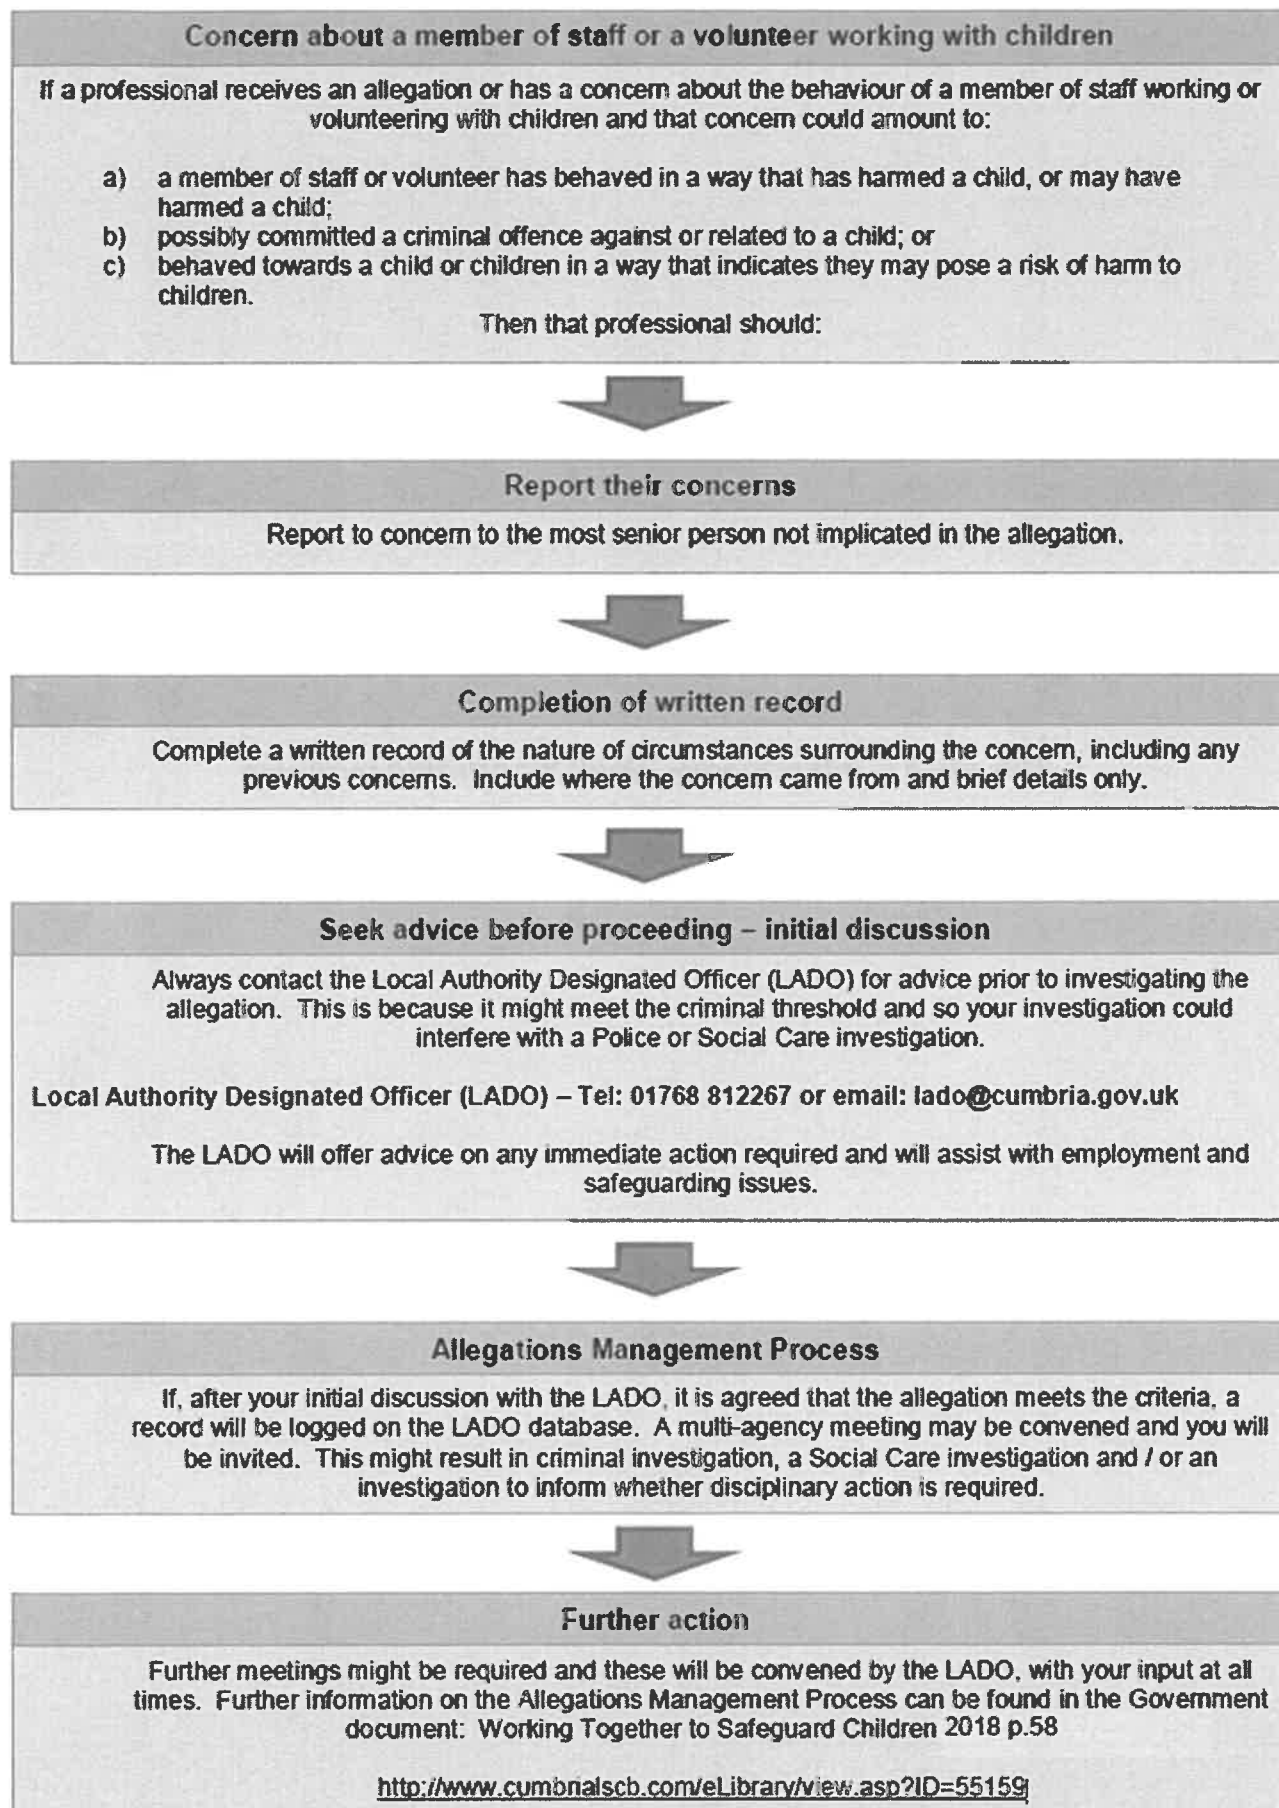 Concern about a member of staff or a volunteer working with children
If a professional receives an allegation or has a concern about the behaviour of a member of staff working or
volunteering with children and that concern could amount to:
a) a member of staff or volunteer has behaved in a way that has harmed a child, or may have
harmed a child;
b) possibly committed a criminal offence against or related to a child; or
c) behaved towards a child or children in a way that indicates they may pose a risk of harm to
children.
Then that professional should:
Report their concerns
Report to concern to the most senior person not implicated in the allegation.
Completion of written record
Complete a written record of the nature of circumstances surrounding the concern, including any
previous concerns. Include where the concern came from and brief details only.
Seek advice before proceeding – initial discussion
Always contact the Local Authority Designated Officer (LADO) for advice prior to investigating the
allegation. This is because it might meet the criminal threshold and so your investigation could
interfere with a Police or Social Care investigation.
Local Authority Designated Officer (LADO) – Tel: 01768 812267 or email: lado@cumbria.gov.uk
The LADO will offer advice on any immediate action required and will assist with employment and
safeguarding issues.
Allegations Management Process
If, after your initial discussion with the LADO, it is agreed that the allegation meets the criteria, a
record will be logged on the LADO database. A multi-agency meeting may be convened and you will
be invited. This might result in criminal investigation, a Social Care investigation and / or an
investigation to inform whether disciplinary action is required.
Further action
Further meetings might be required and these will be convened by the LADO, with your input at all
times. Further information on the Allegations Management Process can be found in the Government
document: Working Together to Safeguard Children 2018 p.58
http://www.cumbrialscb.com/eLibrary/view.asp?ID=55159